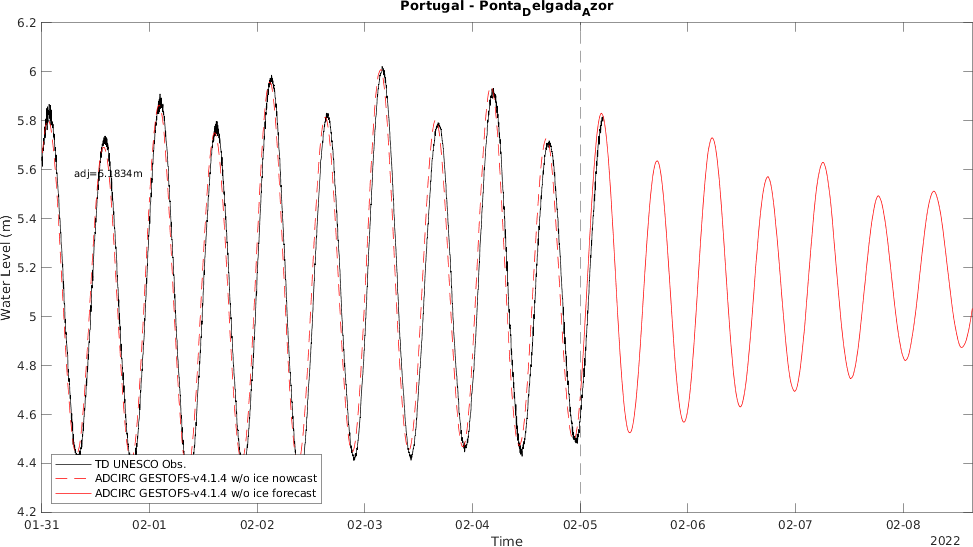 Portugal - PontaDelgadaAzor
6.2
6
5.8
5.6
5.4
5.2
5
4.8
4.6
4.4
4.2
Water Level (m)
adj=5.1834m
TD UNESCO Obs.
ADCIRC GESTOFS-v4.1.4 w/o ice nowcast
ADCIRC GESTOFS-v4.1.4 w/o ice forecast
01-31 02-01 02-02 02-03 02-04 02-05 02-06 02-07 02-08
Time
2022